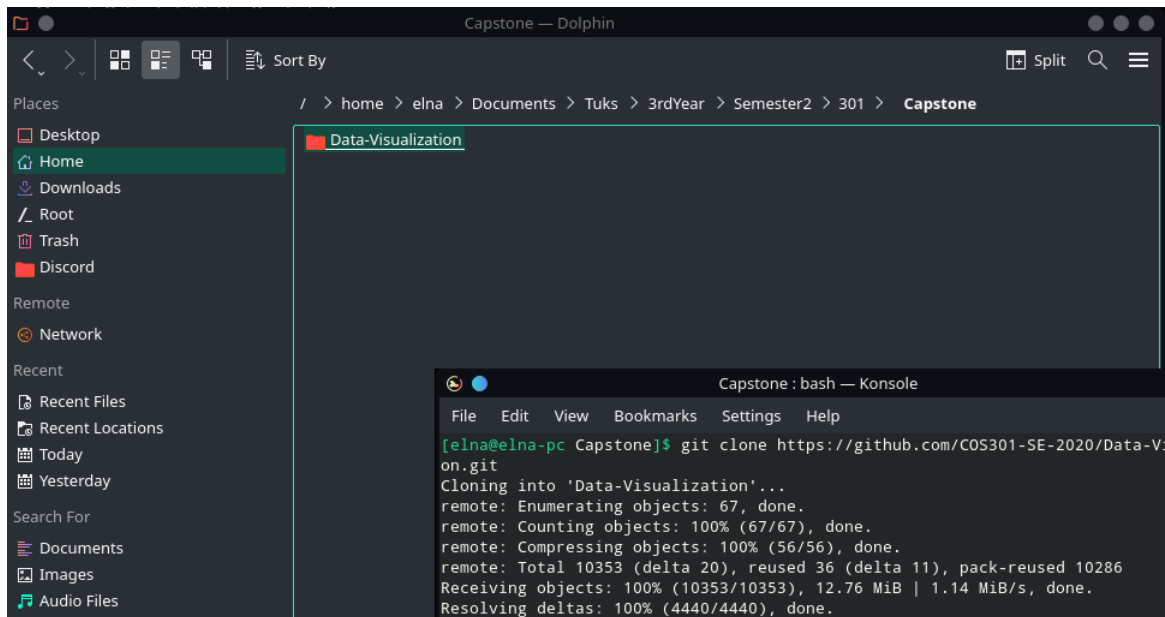 Capstone — Dolphin
Sort By
Split
Places
/ > home > elna > Documents > Tuks > 3rdYear > Semester2 > 301 > Capstone
Desktop
Home
Downloads
Root
Trash
Discord
Remote
Network
Recent
Recent Files
Recent Locations
Today
Yesterday
Search For
Documents
Images
Audio Files
Data-Visualization
Capstone : bash — Konsole
File Edit View Bookmarks Settings Help
[elna@elna-pc Capstone]$ git clone https://github.com/COS301-SE-2020/Data-Vi
on.git
Cloning into 'Data-Visualization'...
remote: Enumerating objects: 67, done.
remote: Counting objects: 100% (67/67), done.
remote: Compressing objects: 100% (56/56), done.
remote: Total 10353 (delta 20), reused 36 (delta 11), pack-reused 10286
Receiving objects: 100% (10353/10353), 12.76 MiB | 1.14 MiB/s, done.
Resolving deltas: 100% (4440/4440), done.